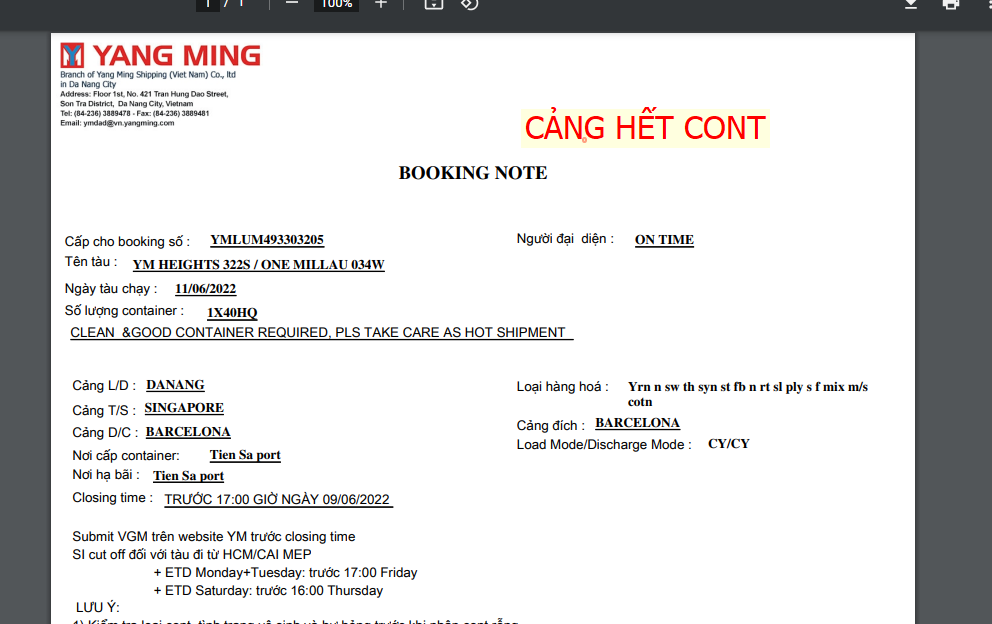 1 / 1 100%
YANG MING
Branch of Yang Ming Shipping (Viet Nam) Co., ltd
in Da Nang City
Address: Floor 1st, No. 421 Tran Hung Dao Street,
Son Tra District, Da Nang City, Vietnam
Tel: (84-236) 3889478 - Fax: (84-236) 3889481
Email: ymdad@vn.yangming.com
CẢNG HẾT CONT
BOOKING NOTE
Cấp cho booking số : YMLUM493303205
Người đại diện : ON TIME
Tên tàu : YM HEIGHTS 322S / ONE MILLAU 034W
Ngày tàu chạy : 11/06/2022
Số lượng container : 1X40HQ
CLEAN &GOOD CONTAINER REQUIRED, PLS TAKE CARE AS HOT SHIPMENT
Cảng L/D : DANANG
Loại hàng hoá : Yrn n sw th syn st fb n rt sl ply s f mix m/s
cotn
Cảng T/S : SINGAPORE
Cảng đích : BARCELONA
Cảng D/C : BARCELONA
Load Mode/Discharge Mode : CY/CY
Nơi cấp container: Tien Sa port
Nơi hạ bãi : Tien Sa port
Closing time : TRƯỚC 17:00 GIỜ NGÀY 09/06/2022
Submit VGM trên website YM trước closing time
SI cut off đối với tàu đi từ HCM/CAI MEP
+ ETD Monday+Tuesday: trước 17:00 Friday
+ ETD Saturday: trước 16:00 Thursday
LƯU Ý: